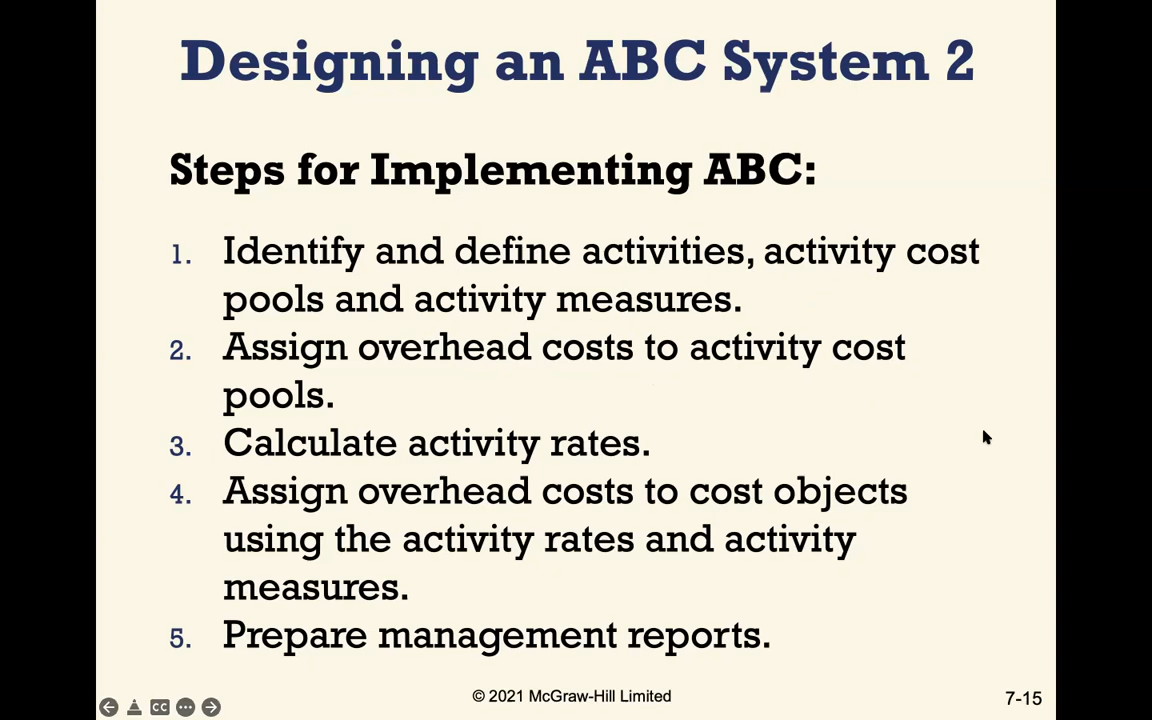 Designing an ABC System 2
Steps for Implementing ABC:
1. Identify and define activities, activity cost
pools and activity measures.
2. Assign overhead costs to activity cost
pools.
3. Calculate activity rates.
4. Assign overhead costs to cost objects
using the activity rates and activity
measures.
5. Prepare management reports.
CC
© 2021 McGraw-Hill Limited
7-15